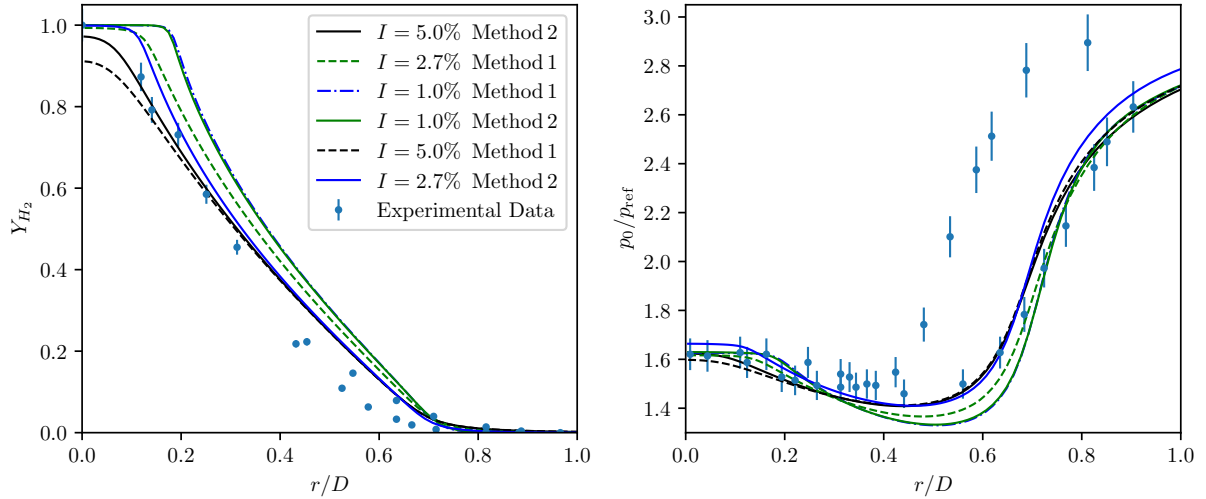 1.0
0.8
0.6
0.4
0.2
0.0
Y_{H_2}
0.0 0.2 0.4 0.6 0.8 1.0
r/D
I = 5.0% Method 2
I = 2.7% Method 1
I = 1.0% Method 1
I = 1.0% Method 2
I = 5.0% Method 1
I = 2.7% Method 2
Experimental Data
3.0
2.8
2.6
2.4
2.2
2.0
1.8
1.6
1.4
p_0/p_{ref}
0.0 0.2 0.4 0.6 0.8 1.0
r/D